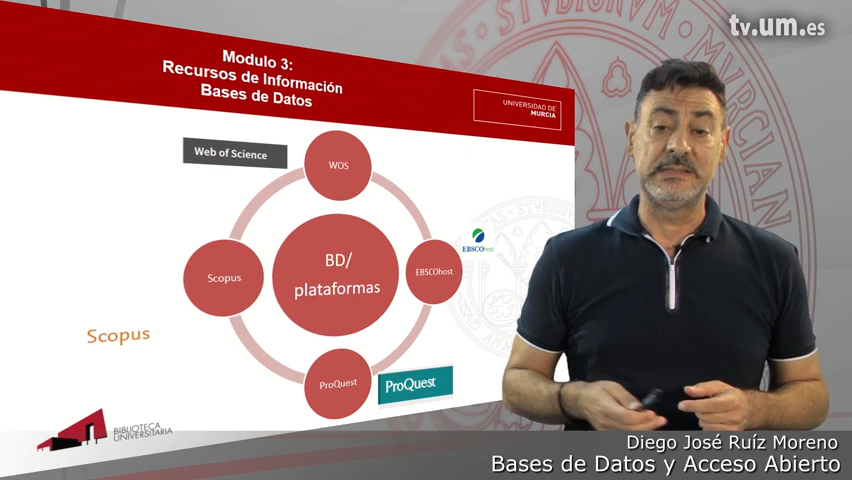 tv.um.es
Modulo 3:
Recursos de Información
Bases de Datos
UNIVERSIDAD DE
MURCIA
Web of Science
WOS
BD/
plataformas
Scopus
EBSCOhost
EBSCOhost
Scopus
ProQuest
ProQuest
BIBLIOTECA
UNIVERSITARIA
Diego José Ruíz Moreno
Bases de Datos y Acceso Abierto